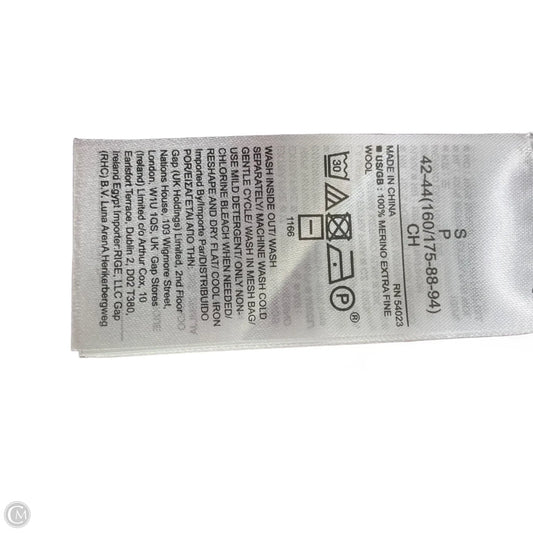 S
P
CH
42-44(160/175-88-94)
RN 54023
MADE IN CHINA
■ US/GB : 100% MERINO EXTRA FINE
WOOL
30
P
®
1166
WASH INSIDE OUT/ WASH
SEPARATELY/ MACHINE WASH COLD
GENTLE CYCLE/ WASH IN MESH BAG/
USE MILD DETERGENT/ ONLY NON-
CHLORINE BLEACH WHEN NEEDED/
RESHAPE AND DRY FLAT/ COOL IRON
Imported By/Importe Par/DISTRIBUIDO
POR/ΕΙΣΑΓΕΤΑΙ ΑΠΟ ΤΗΝ:
Gap (UK Holdings) Limited, 2nd Floor
Nations House, 103 Wigmore Street,
London, W1U 1QS, UK Gap Stores
(Ireland) Limited c/o Arthur Cox, 10
Earlsfort Terrace, Dublin 2, D02 T380,
Ireland Egypt Importer:RIGE, LLC Gap
(RHC) B.V. Luna ArenA Herikerbergweg
CM